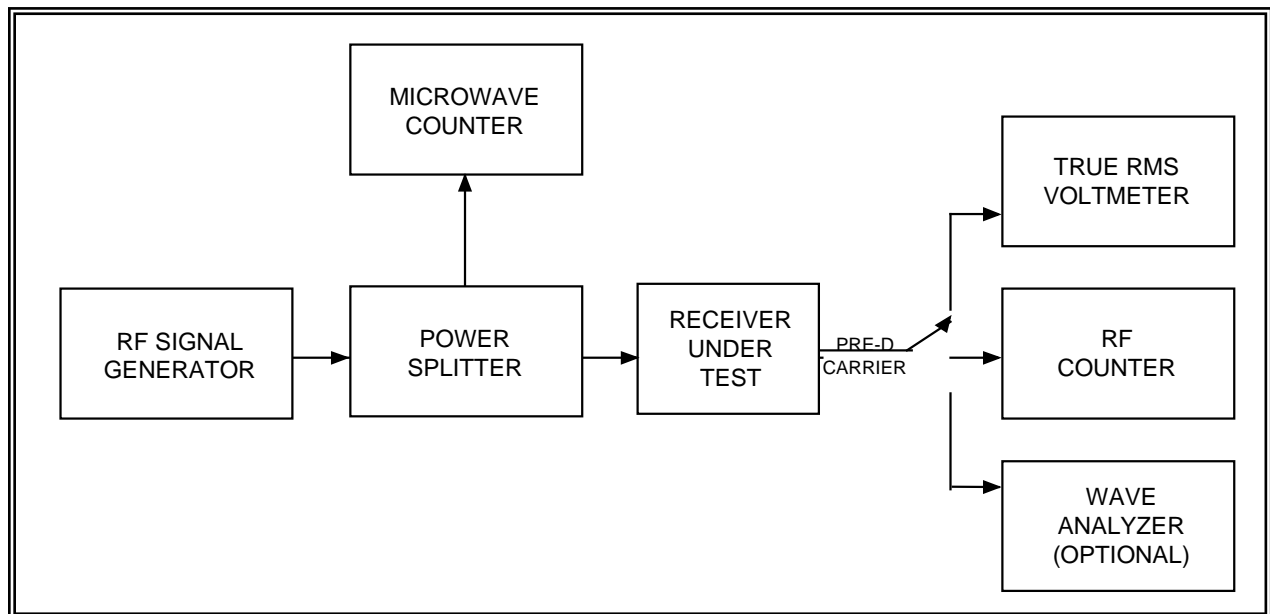 MICROWAVE
COUNTER
TRUE RMS
VOLTMETER
RF SIGNAL
GENERATOR
POWER
SPLITTER
RECEIVER
UNDER
TEST
PRE-D
CARRIER
RF
COUNTER
WAVE
ANALYZER
(OPTIONAL)